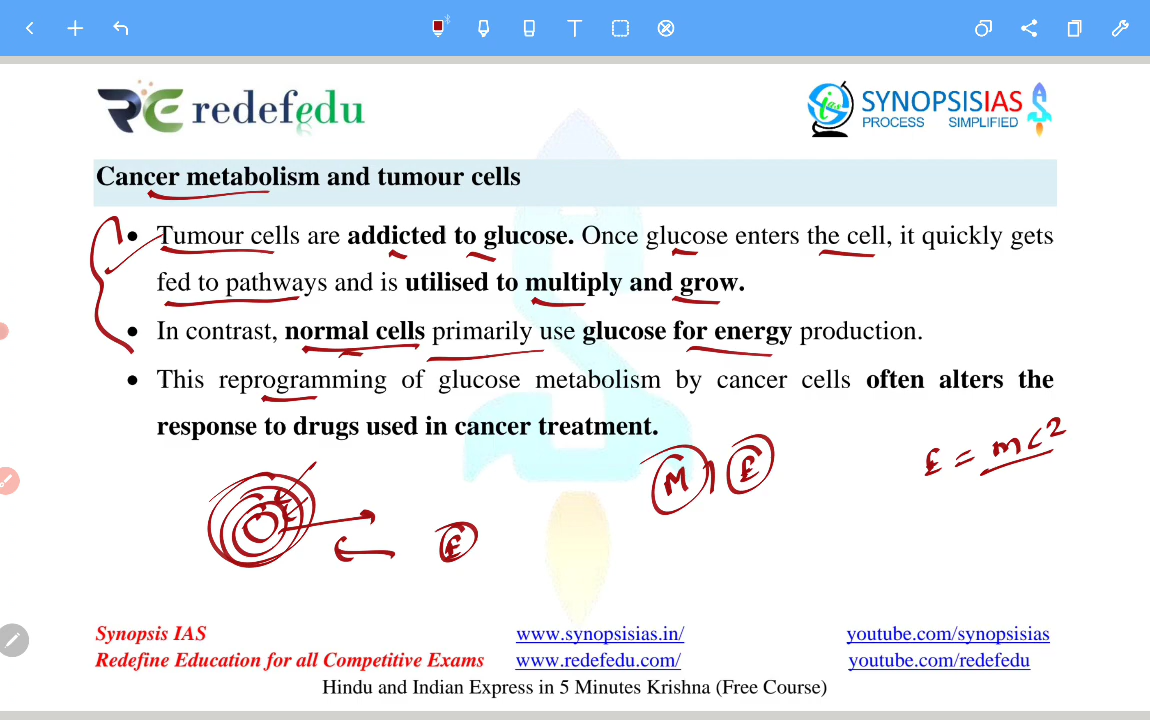 redefedu
SYNOPSISIAS
PROCESS SIMPLIFIED
Cancer metabolism and tumour cells
• Tumour cells are addicted to glucose. Once glucose enters the cell, it quickly gets
fed to pathways and is utilised to multiply and grow.
• In contrast, normal cells primarily use glucose for energy production.
• This reprogramming of glucose metabolism by cancer cells often alters the
response to drugs used in cancer treatment.
E = mc²
M E
E
Synopsis IAS www.synopsisias.in/ youtube.com/synopsisias
Redefine Education for all Competitive Exams www.redefedu.com/ youtube.com/redefedu
Hindu and Indian Express in 5 Minutes Krishna (Free Course)